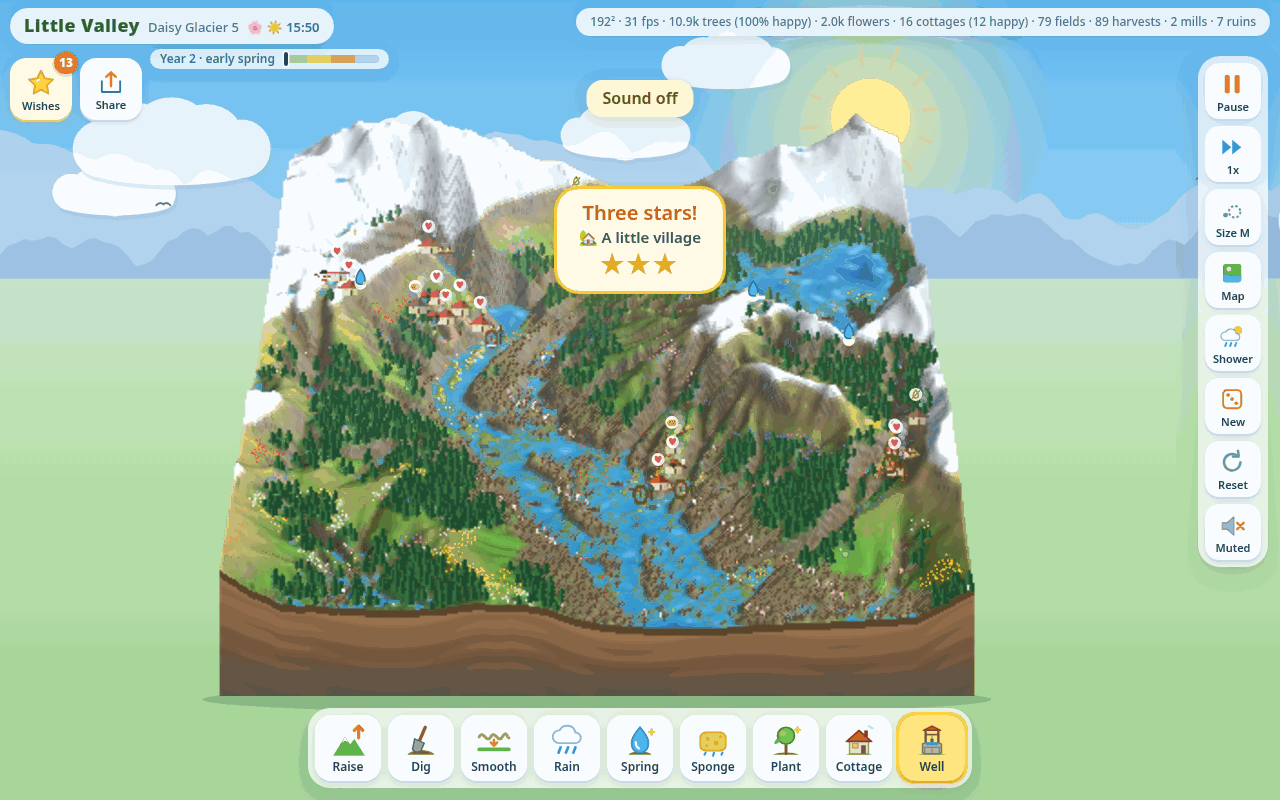 Little Valley Daisy Glacier 5 15:50
192² · 31 fps · 10.9k trees (100% happy) · 2.0k flowers · 16 cottages (12 happy) · 79 fields · 89 harvests · 2 mills · 7 ruins
Year 2 · early spring
13
Wishes
Share
Sound off
Three stars!
A little village
Pause
1x
Size M
Map
Shower
New
Reset
Muted
Raise
Dig
Smooth
Rain
Spring
Sponge
Plant
Cottage
Well